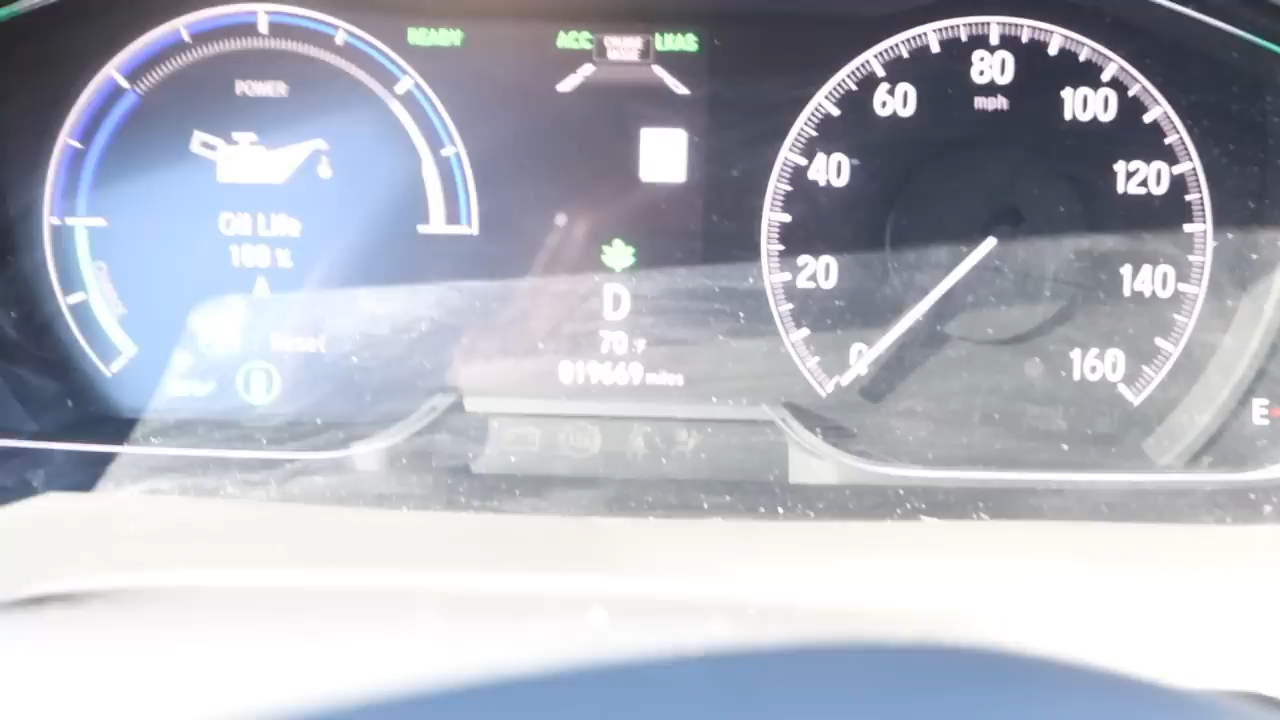 READY
ACC
LKAS
POWER
Oil Life
100 %
A
Reset
D
70 °F
019669 miles
0
20
40
60
80
mph
100
120
140
160
E